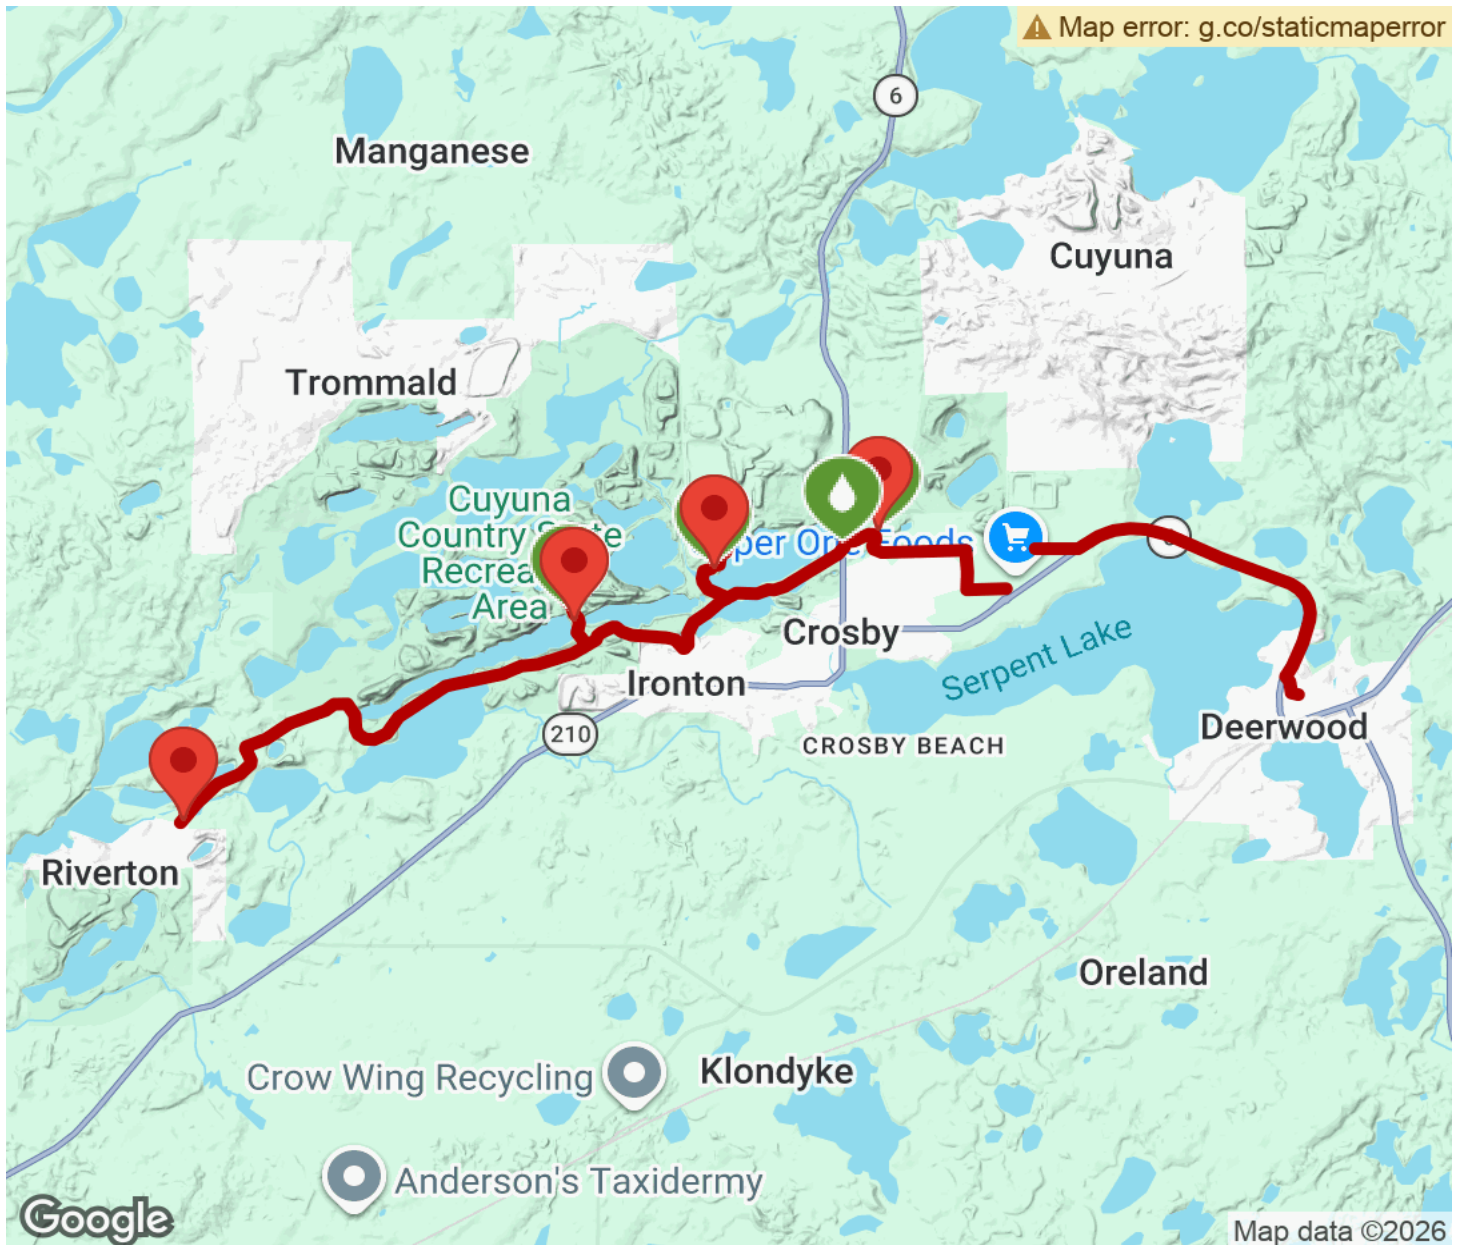 Map error: g.co/staticmaperror
6
Manganese
Cuyuna
Trommald
Cuyuna
Country
Area
Foods
Crosby
Serpent Lake
Ironton
210
CROSBY BEACH
Deerwood
Riverton
Oreland
Crow Wing Recycling
Klondyke
Anderson's Taxidermy
Google
Map data ©2026